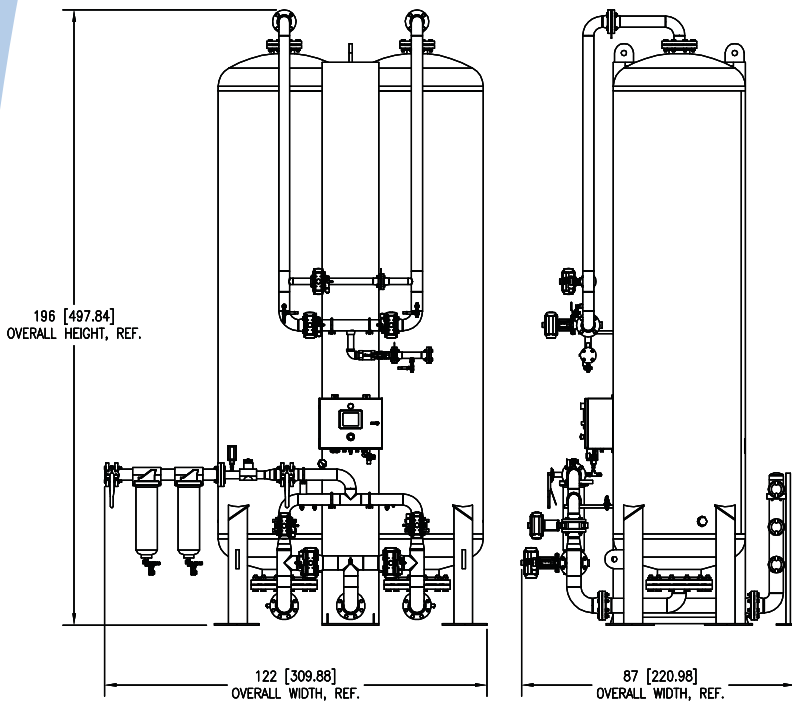 196 [497.84]
OVERALL HEIGHT, REF.
122 [309.88]
OVERALL WIDTH, REF.
87 [220.98]
OVERALL WIDTH, REF.